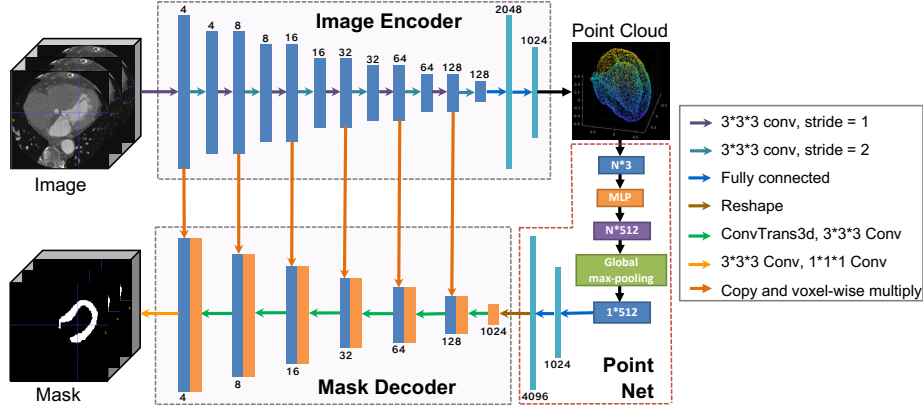 Image Encoder
4
4
8
8
16
16
32
32
64
64
128
128
2048
1024
Point Cloud
Image
N*3
MLP
N*512
Global
max-pooling
1*512
Point
Net
1024
4096
1024
128
64
32
16
8
4
Mask Decoder
Mask
3*3*3 conv, stride = 1
3*3*3 conv, stride = 2
Fully connected
Reshape
ConvTrans3d, 3*3*3 Conv
3*3*3 Conv, 1*1*1 Conv
Copy and voxel-wise multiply